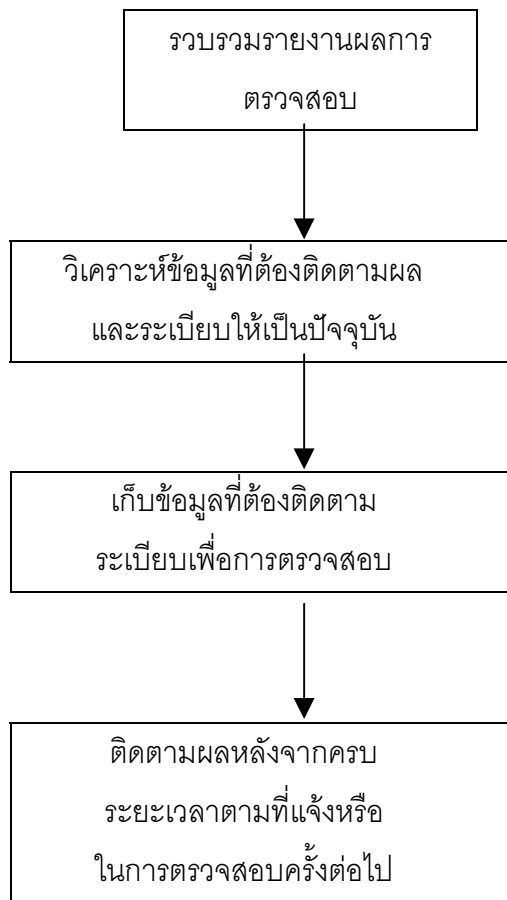 รวบรวมรายงานผลการ
ตรวจสอบ
วิเคราะห์ข้อมูลที่ต้องติดตามผล
และระเบียบให้เป็นปัจจุบัน
เก็บข้อมูลที่ต้องติดตาม
ระเบียบเพื่อการตรวจสอบ
ติดตามผลหลังจากครบ
ระยะเวลาตามที่แจ้งหรือ
ในการตรวจสอบครั้งต่อไป